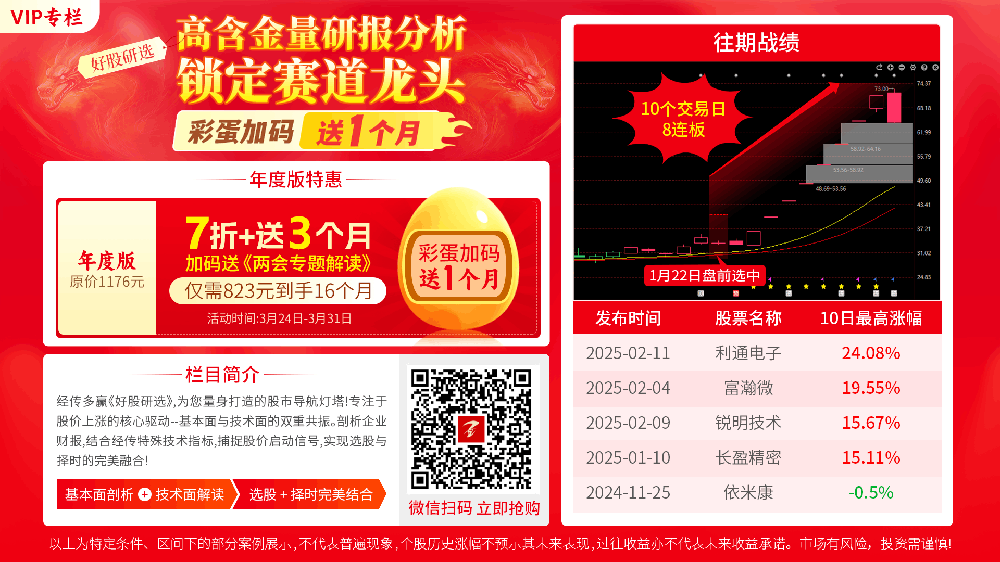 VIP专栏
好股研选
高含金量研报分析
锁定赛道龙头
彩蛋加码 送1个月
年度版特惠
年度版
原价1176元
7折+送3个月
加码送《两会专题解读》
仅需823元到手16个月
活动时间:3月24日-3月31日
彩蛋加码
送1个月
栏目简介
经传多赢《好股研选》,为您量身打造的股市导航灯塔!专注于
股价上涨的核心驱动--基本面与技术面的双重共振。剖析企业
财报,结合经传特殊技术指标,捕捉股价启动信号,实现选股与
择时的完美融合!
基本面剖析 + 技术面解读
选股 + 择时完美结合
微信扫码 立即抢购
往期战绩
10个交易日
8连板
73.00
58.92-64.16
53.56-58.92
48.69-53.56
74.37
68.18
61.99
55.79
49.60
43.41
37.21
31.02
24.83
1月22日盘前选中
预
发布时间 股票名称 10日最高涨幅
2025-02-11 利通电子 24.08%
2025-02-04 富瀚微 19.55%
2025-02-09 锐明技术 15.67%
2025-01-10 长盈精密 15.11%
2024-11-25 依米康 -0.5%
以上为特定条件、区间下的部分案例展示,不代表普遍现象,个股历史涨幅不预示其未来表现,过往收益亦不代表未来收益承诺。市场有风险，投资需谨慎!